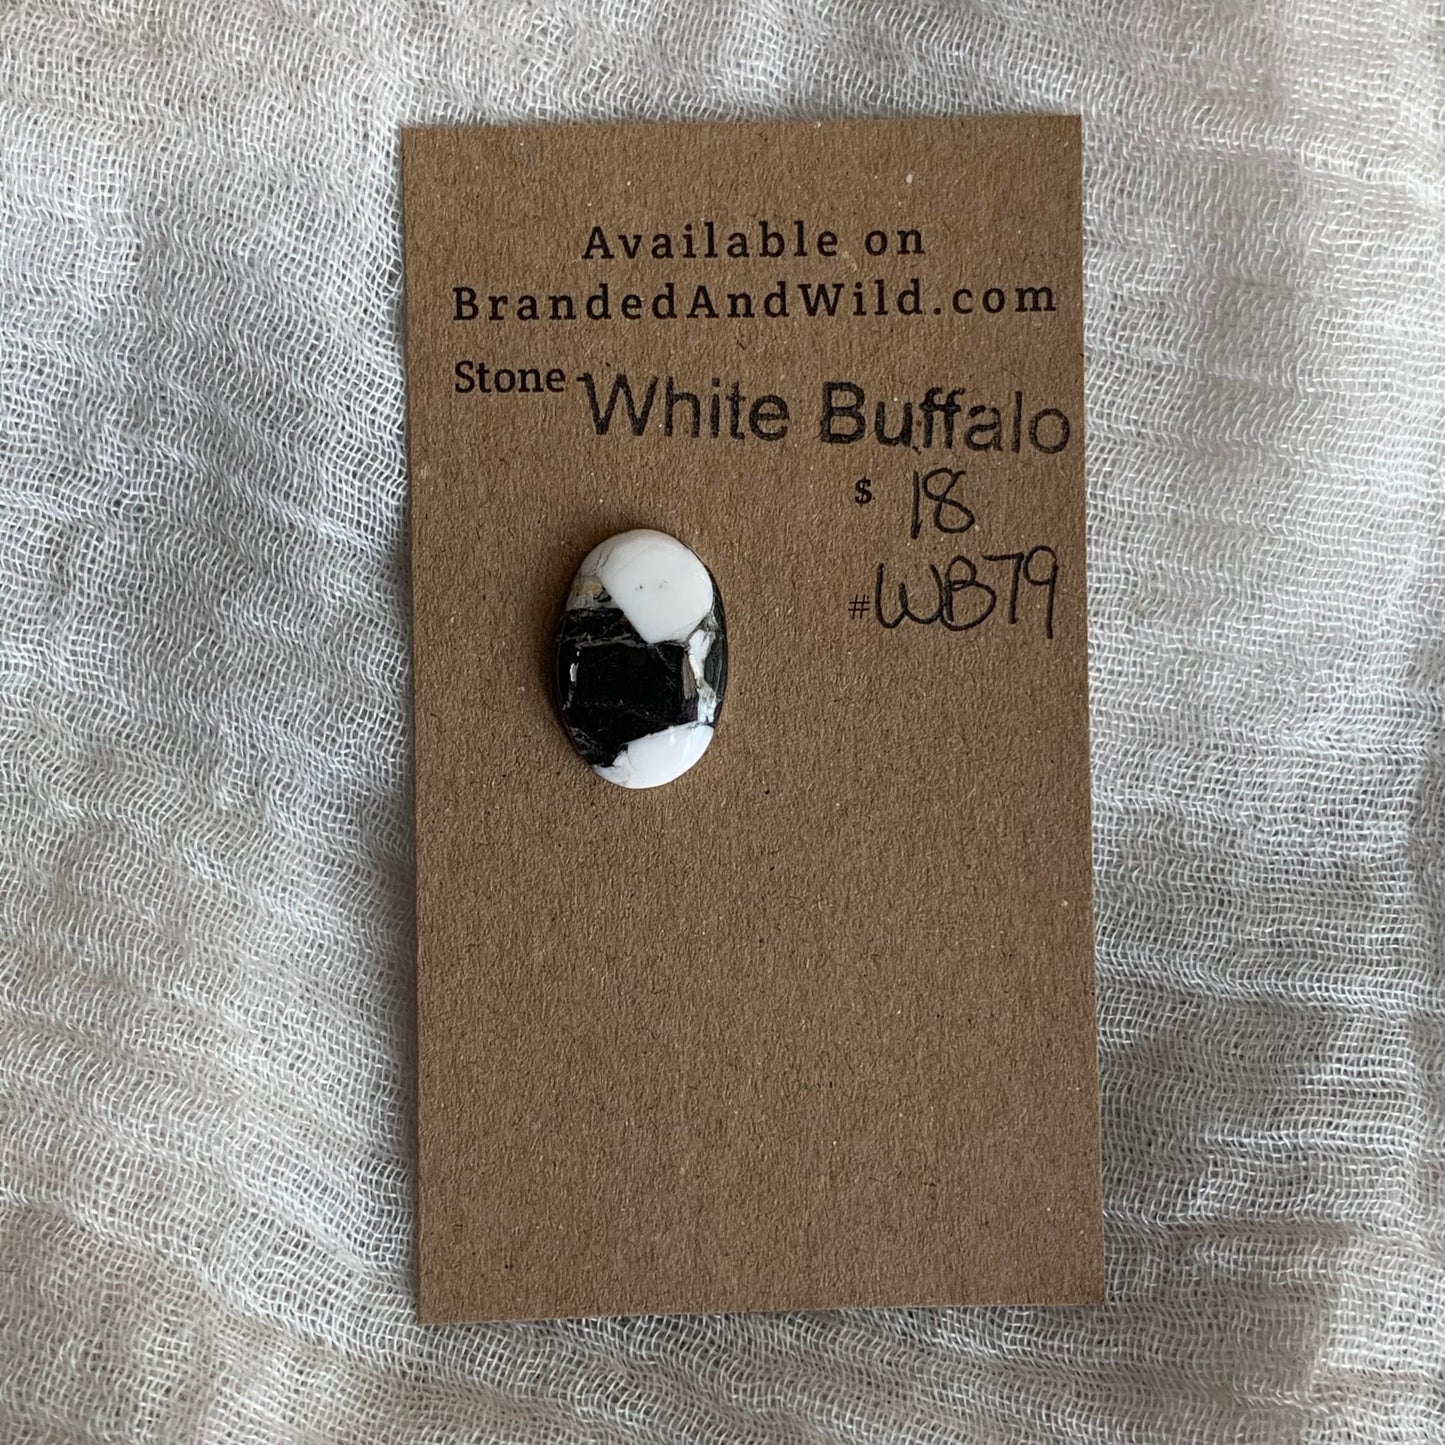 Available on
BrandedAndWild.com
Stone - White Buffalo
$ 18
#WB79